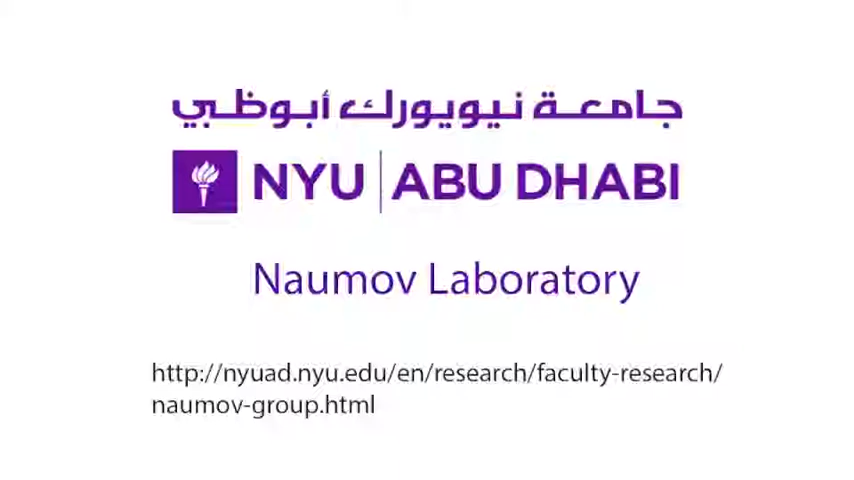 جامعة نيويورك أبوظبي
NYU ABU DHABI
Naumov Laboratory
http://nyuad.nyu.edu/en/research/faculty-research/
naumov-group.html